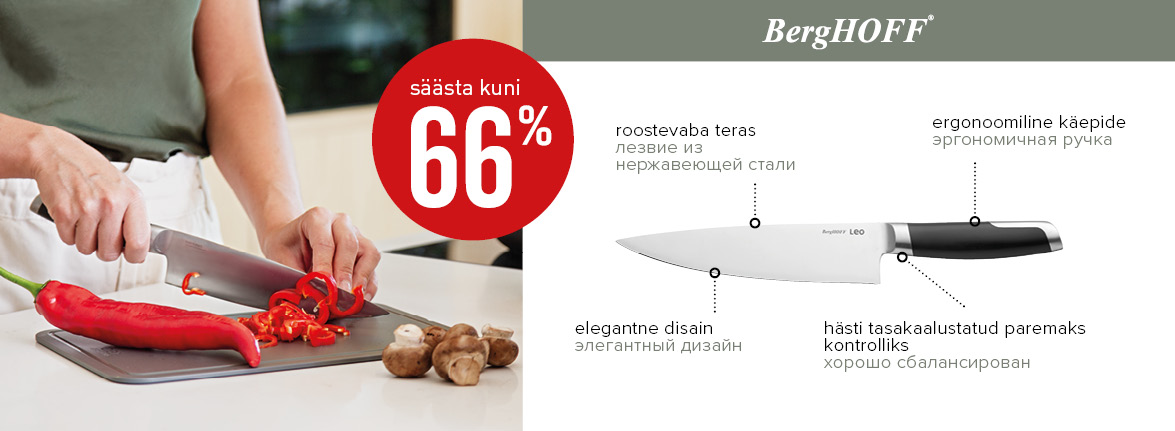 BergHOFF®
säästa kuni
66%
roostevaba teras
лезвие из
нержавеющей стали
ergonoomiline käepide
эргономичная ручка
BergHOFF Leo
elegantne disain
элегантный дизайн
hästi tasakaalustatud paremaks
kontrolliks
хорошо сбалансирован